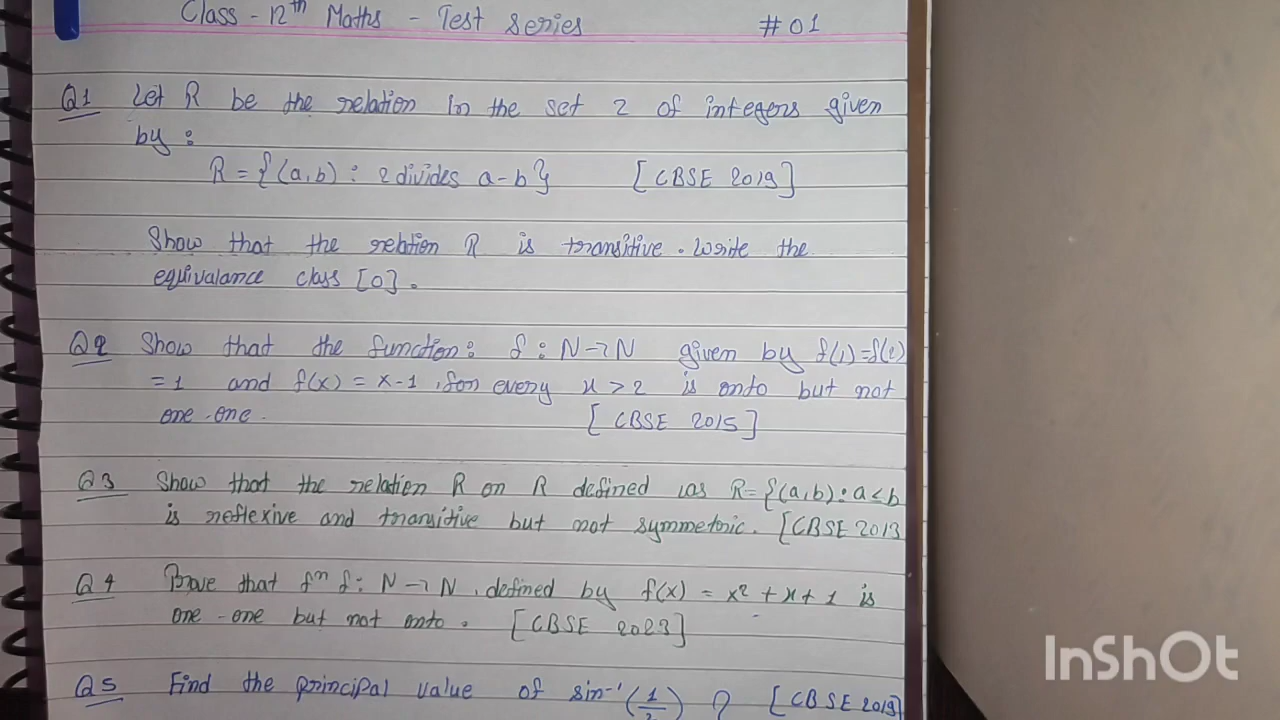 Class - 12th Maths - Test Series #01
Q1 Let R be the relation in the set Z of integers given
by :
R = {(a,b) : 2 divides a-b} [CBSE 2019]
Show that the relation R is transitive. Write the
equivalance class [0].
Q2 Show that the function: f : N→N given by f(1)=f(2)
= 1 and f(x) = x-1, for every x > 2 is onto but not
one-one. [CBSE 2015]
Q3 Show that the relation R on R defined as R={(a,b): a≤b
is reflexive and transitive but not symmetric. [CBSE 2013
Q4 Prove that fn f: N→N, defined by f(x) = x² + x + 1 is
one-one but not onto. [CBSE 2023]
Q5 Find the principal value of sin⁻¹(1/2) ? [CBSE 2019]
InShOt